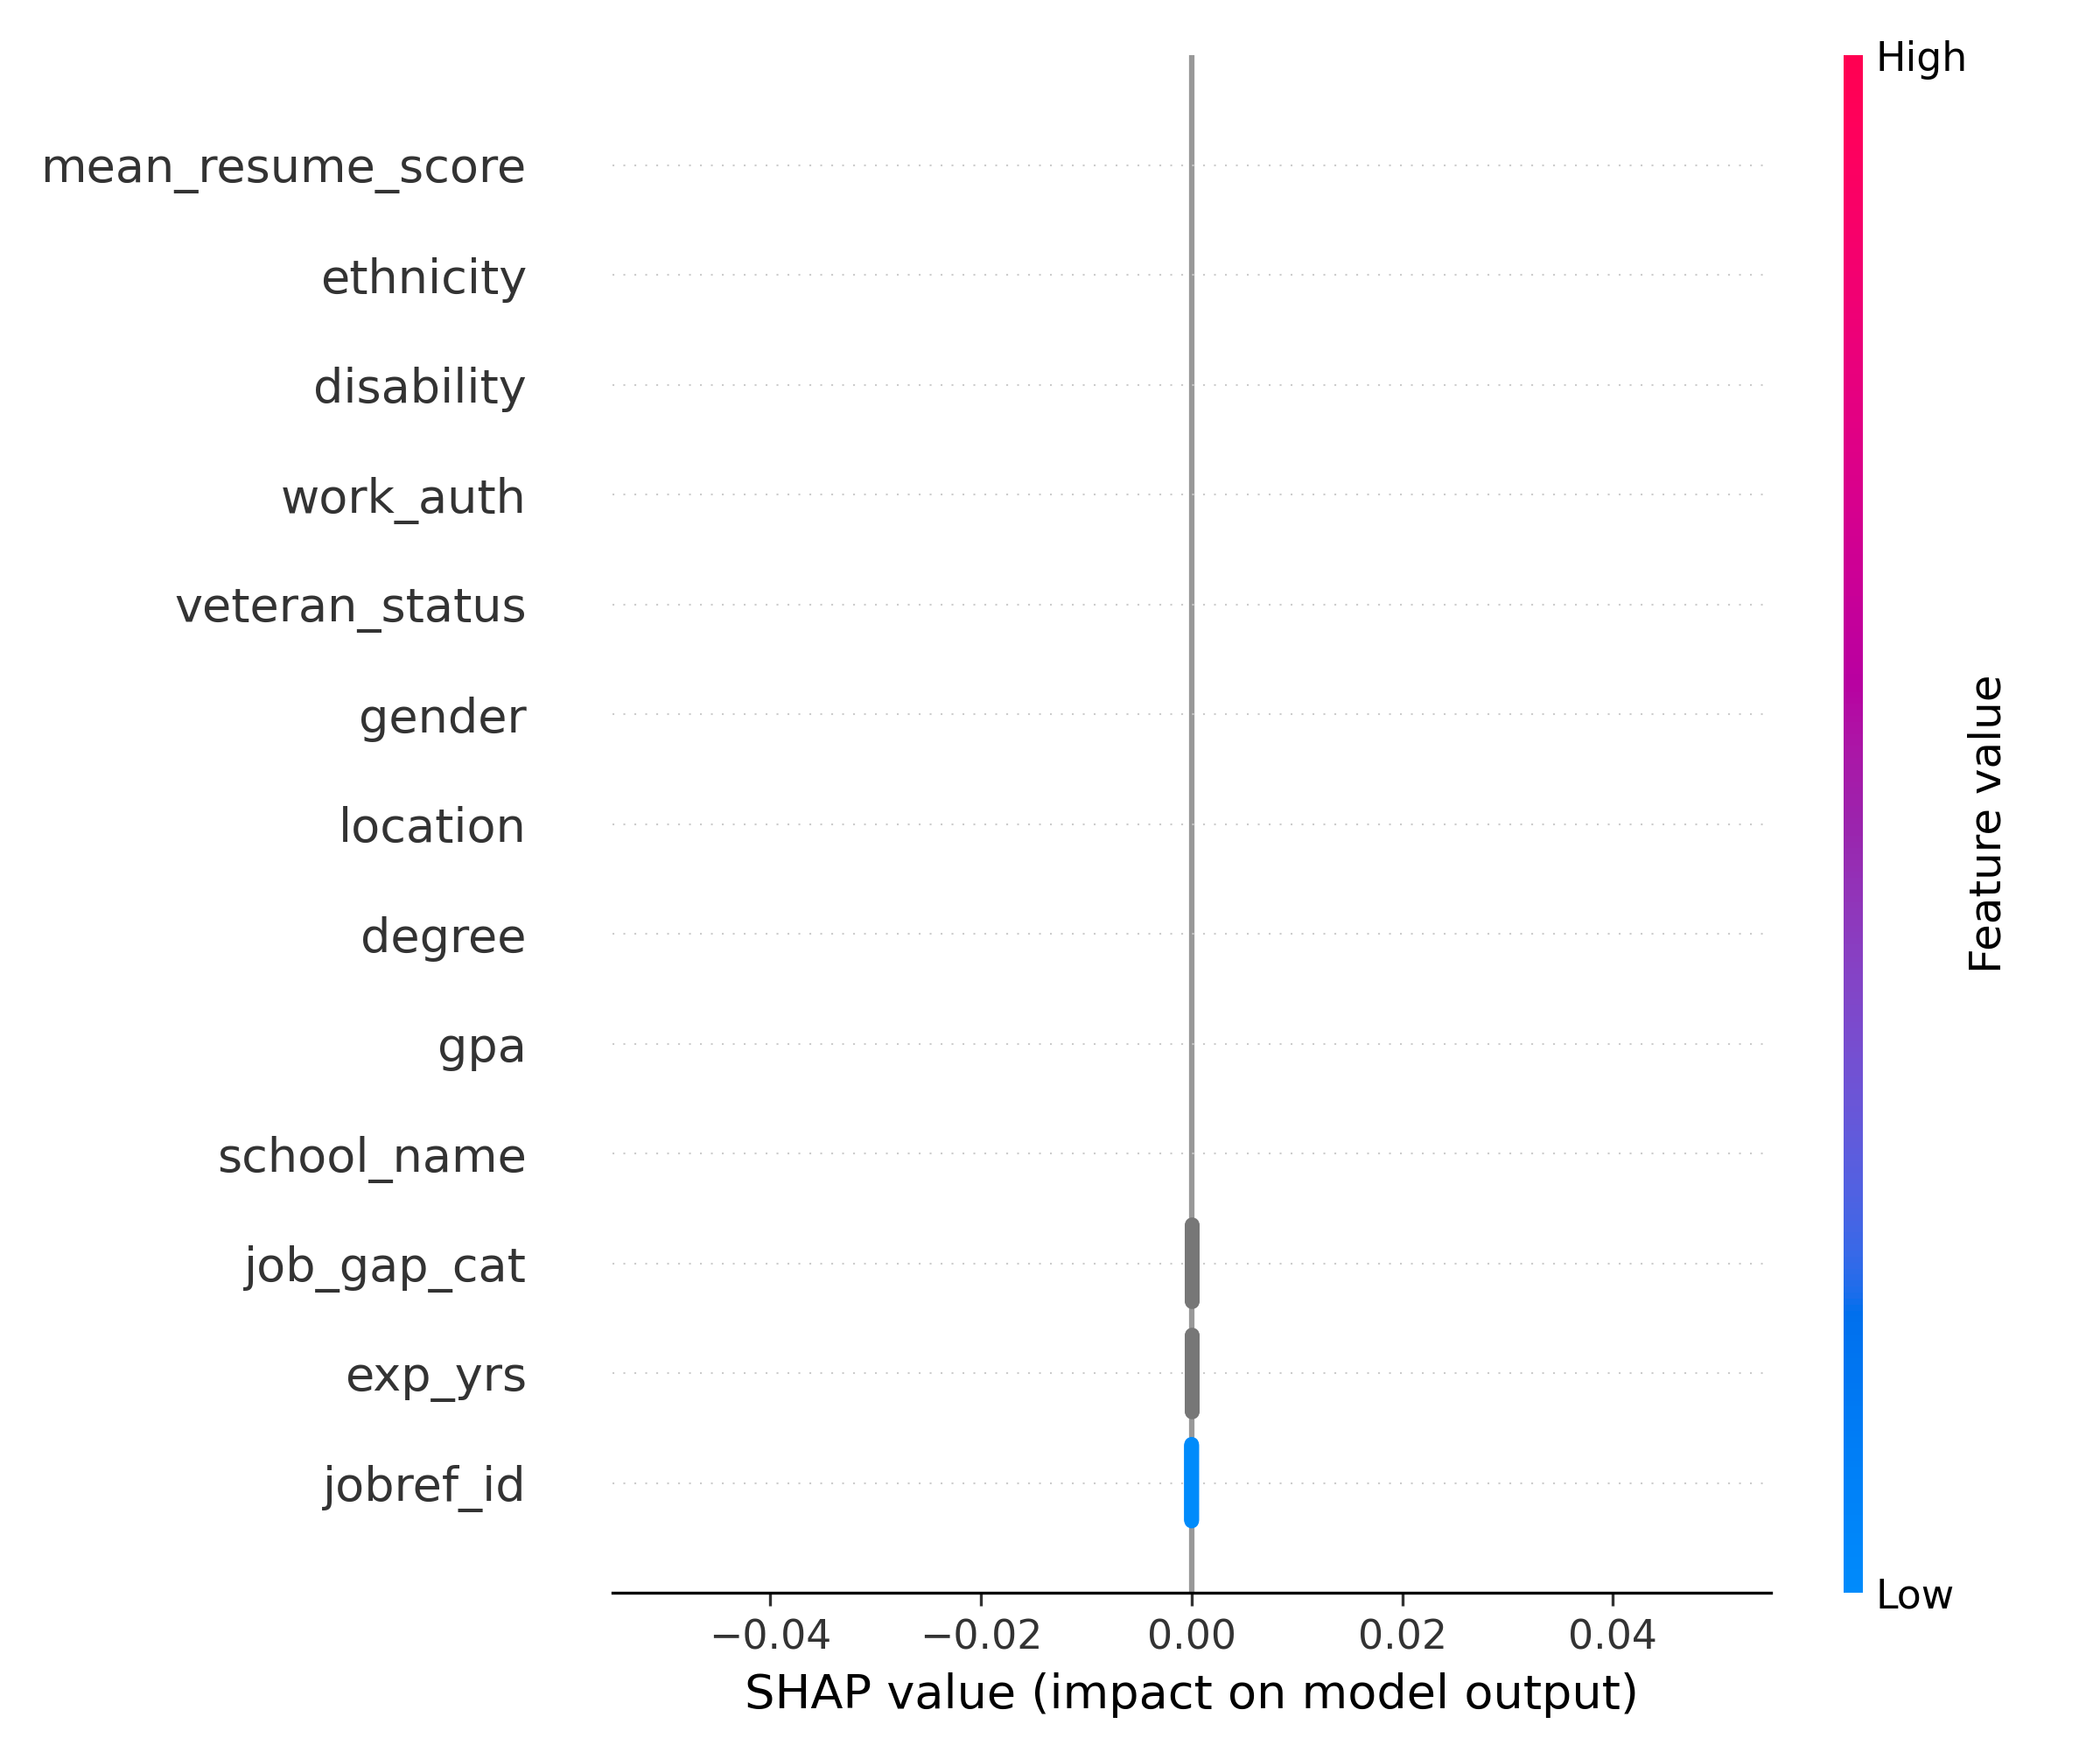 High
mean_resume_score
ethnicity
disability
work_auth
veteran_status
gender
location
degree
gpa
school_name
job_gap_cat
exp_yrs
jobref_id
Feature value
Low
−0.04 −0.02 0.00 0.02 0.04
SHAP value (impact on model output)